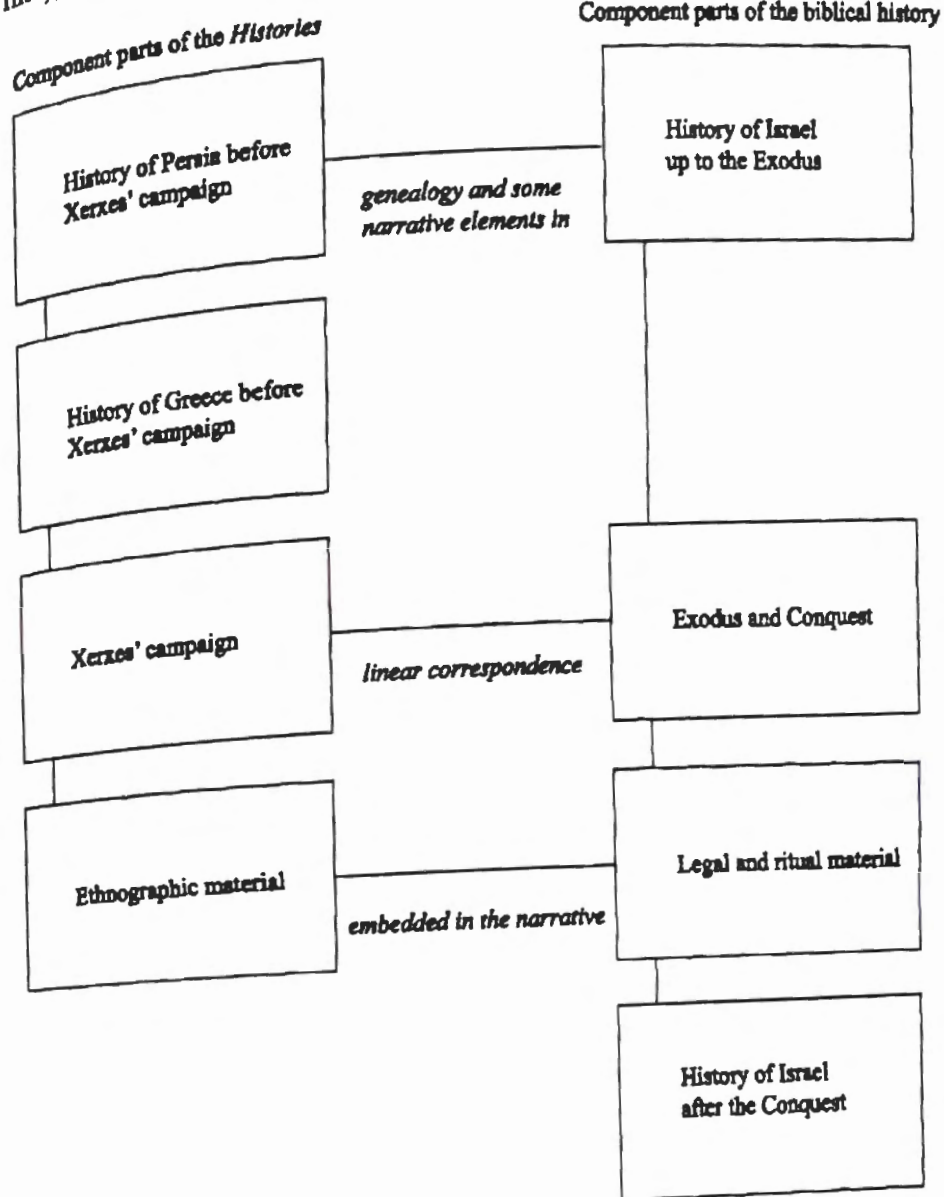 Component parts of the Histories
Component parts of the biblical history
History of Persia before
Xerxes' campaign
genealogy and some
narrative elements in
History of Israel
up to the Exodus
History of Greece before
Xerxes' campaign
Xerxes' campaign
linear correspondence
Exodus and Conquest
Ethnographic material
embedded in the narrative
Legal and ritual material
History of Israel
after the Conquest